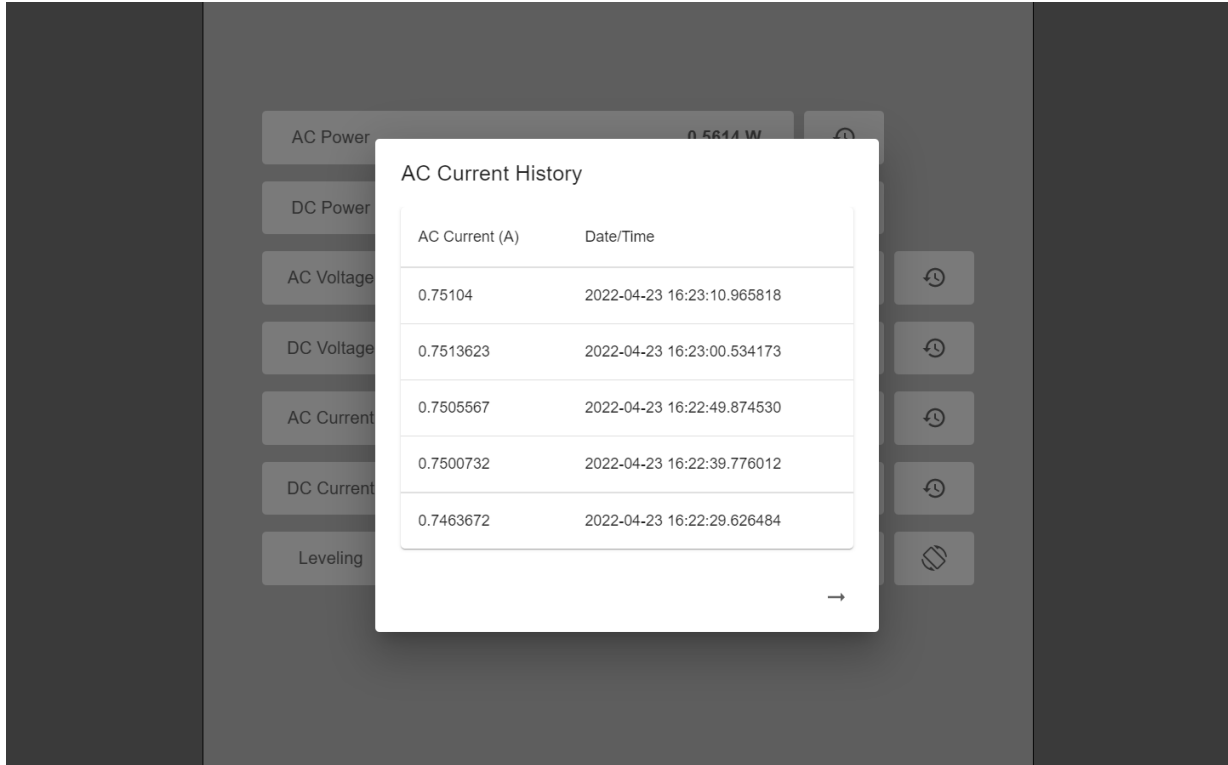 AC Power 0.5614 W
AC Current History
DC Power
AC Current (A) Date/Time
AC Voltage
0.75104 2022-04-23 16:23:10.965818
DC Voltage
0.7513623 2022-04-23 16:23:00.534173
AC Current
0.7505567 2022-04-23 16:22:49.874530
0.7500732 2022-04-23 16:22:39.776012
DC Current
0.7463672 2022-04-23 16:22:29.626484
Leveling